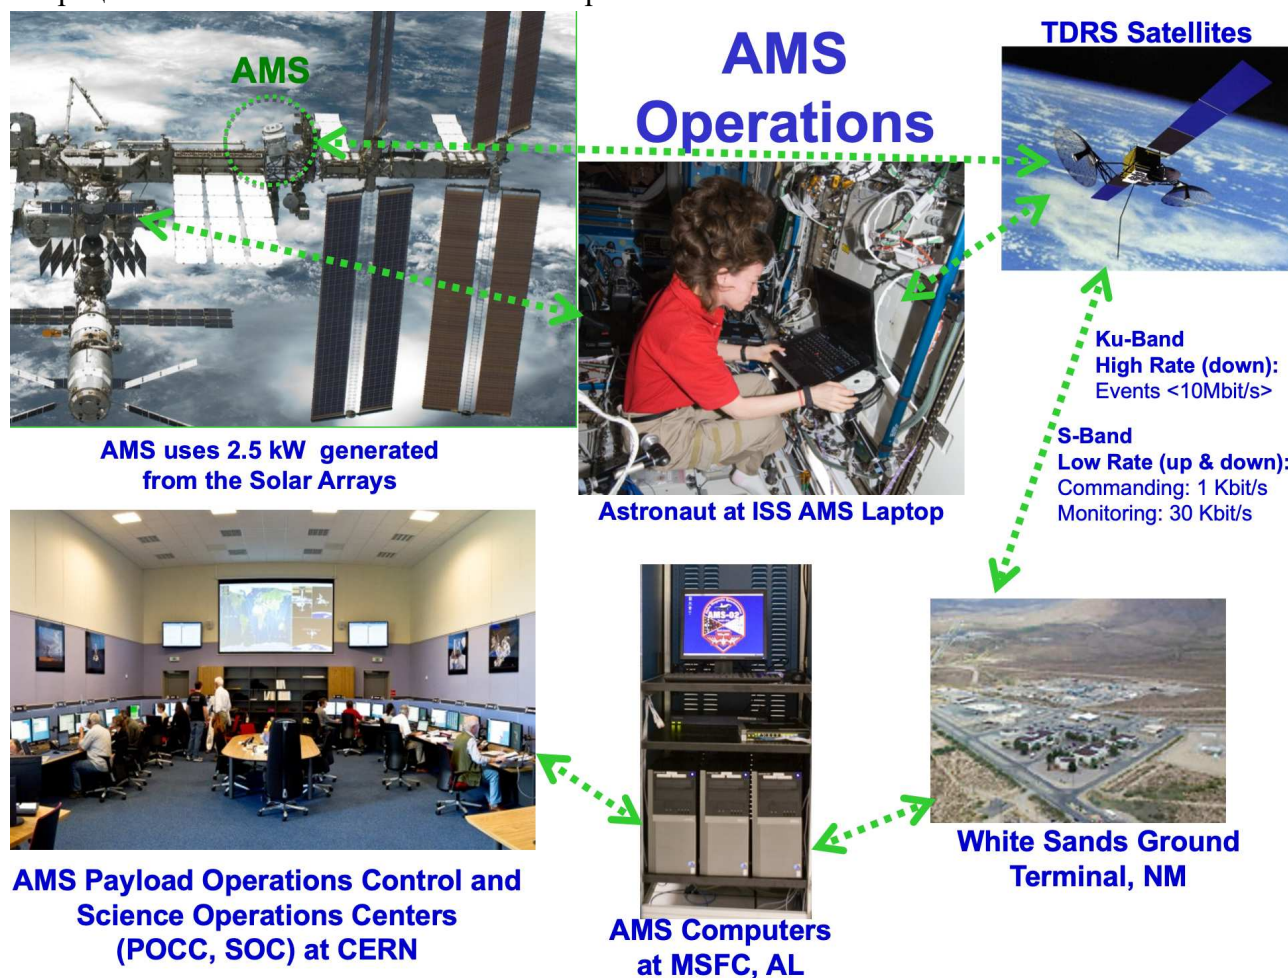 AMS
Operations
TDRS Satellites
AMS
AMS uses 2.5 kW generated
from the Solar Arrays
Astronaut at ISS AMS Laptop
Ku-Band
High Rate (down):
Events <10Mbit/s>
S-Band
Low Rate (up & down):
Commanding: 1 Kbit/s
Monitoring: 30 Kbit/s
AMS-02
AMS Payload Operations Control and
Science Operations Centers
(POCC, SOC) at CERN
AMS Computers
at MSFC, AL
White Sands Ground
Terminal, NM